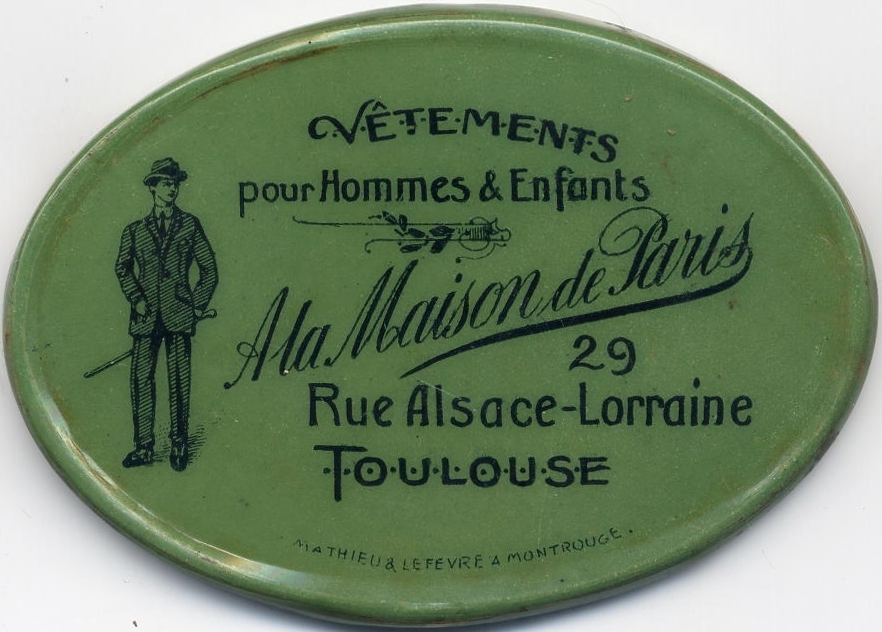 VÊTEMENTS
pour Hommes & Enfants
A la Maison de Paris
29
Rue Alsace-Lorraine
TOULOUSE
MATHIEU & LEFEVRE A MONTROUGE.